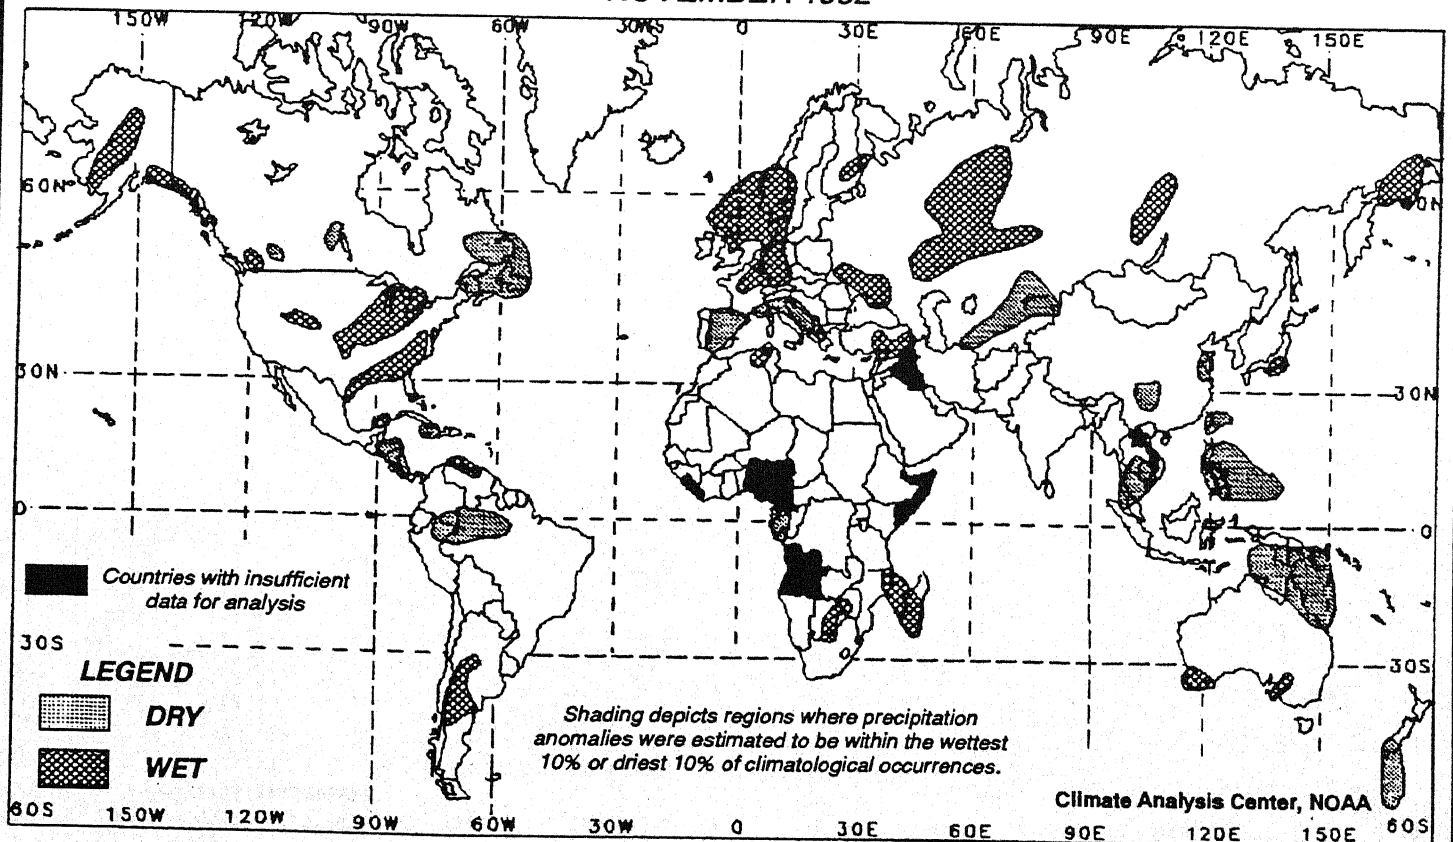 150W 120W 90W 60W 30W 0 30E 60E 90E 120E 150E
60N
30N 30N
0 0
Countries with insufficient
data for analysis
30S 30S
LEGEND
DRY
WET
Shading depicts regions where precipitation
anomalies were estimated to be within the wettest
10% or driest 10% of climatological occurrences.
Climate Analysis Center, NOAA
60S 150W 120W 90W 60W 30W 0 30E 60E 90E 120E 150E 60S